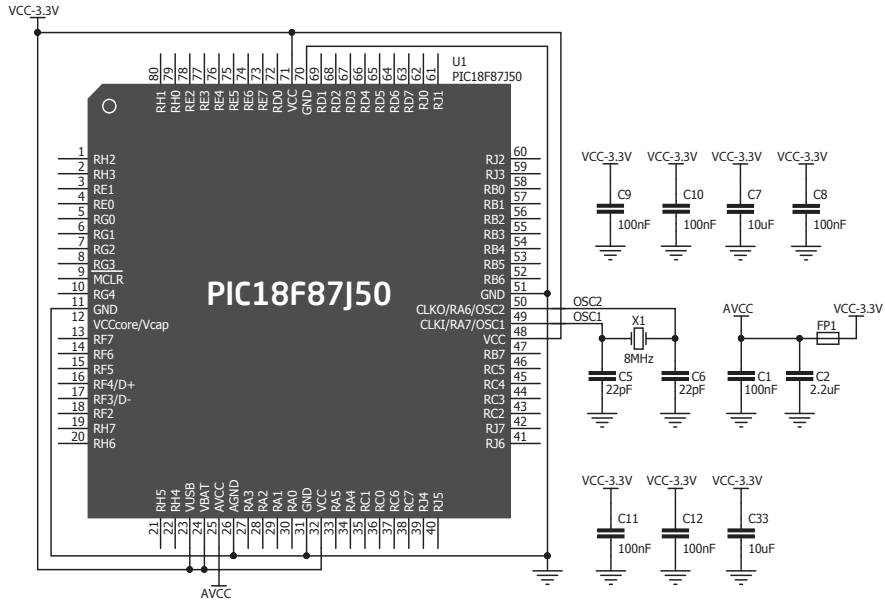 VCC-3.3V
U1
PIC18F87J50
80 79 78 77 76 75 74 73 72 71 70 69 68 67 66 65 64 63 62 61
RH1 RH0 RE2 RE3 RE4 RE5 RE6 RE7 RD0 VCC GND RD1 RD2 RD3 RD4 RD5 RD6 RD7 RJ0 RJ1
1 RH2
2 RH3
3 RE1
4 RE0
5 RG0
6 RG1
7 RG2
8 RG3
9 MCLR
10 RG4
11 GND
12 VCCcore/Vcap
13 RF7
14 RF6
15 RF5
16 RF4/D+
17 RF3/D-
18 RF2
19 RH7
20 RH6
PIC18F87J50
RJ2 60
RJ3 59
RB0 58
RB1 57
RB2 56
RB3 55
RB4 54
RB5 53
RB6 52
GND 51
CLKO/RA6/OSC2 50 OSC2
CLKI/RA7/OSC1 49 OSC1
VCC 48
RB7 47
RC5 46
RC4 45
RC3 44
RC2 43
RJ7 42
RJ6 41
RH5 RH4 VUSB VBAT AVCC AGND RA3 RA2 RA1 RA0 GND VCC RA5 RA4 RC1 RC0 RC6 RC7 RJ4 RJ5
21 22 23 24 25 26 27 28 29 30 31 32 33 34 35 36 37 38 39 40
AVCC
X1
8MHz
C5
22pF
C6
22pF
VCC-3.3V VCC-3.3V VCC-3.3V VCC-3.3V
C9 C10 C7 C8
100nF 100nF 10uF 100nF
AVCC
FP1
VCC-3.3V
C1 C2
100nF 2.2uF
VCC-3.3V VCC-3.3V VCC-3.3V
C11 C12 C33
100nF 100nF 10uF